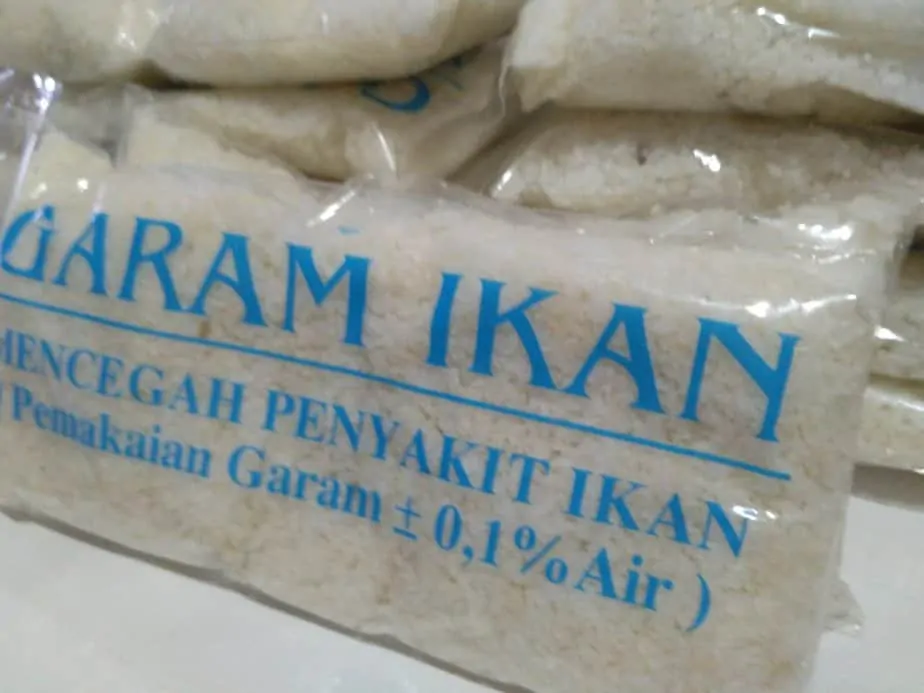 GARAM IKAN
MENCEGAH PENYAKIT IKAN
Pemakaian Garam ± 0,1% Air )